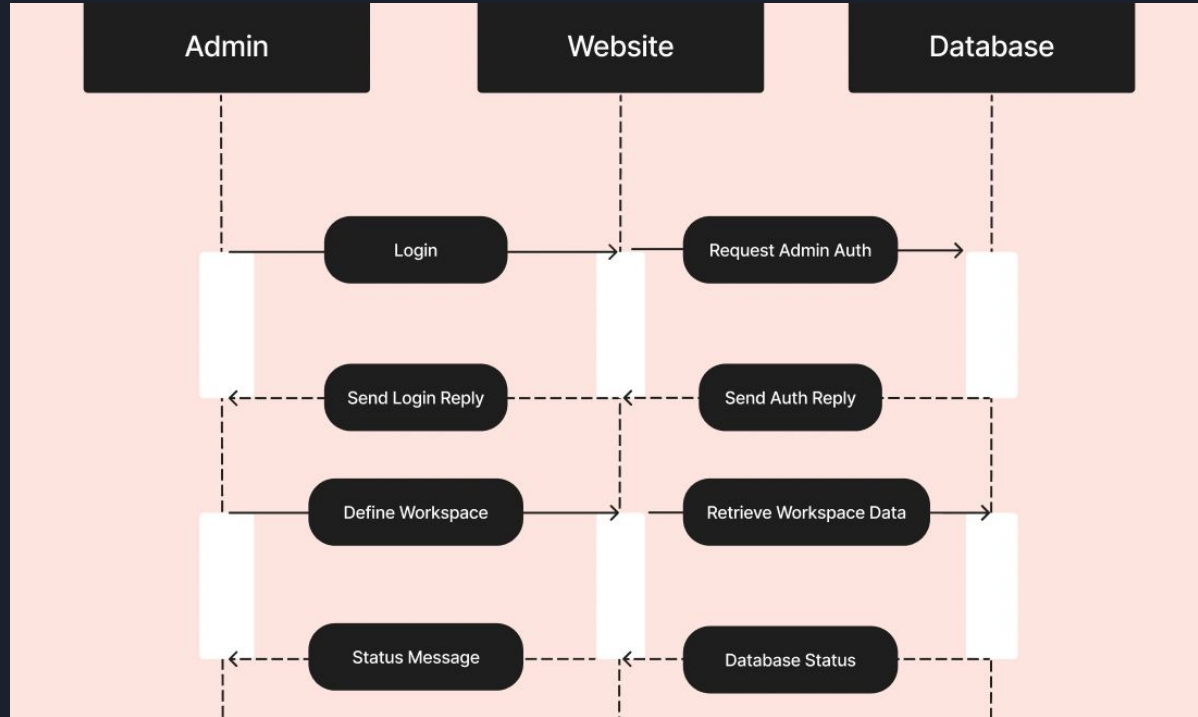 Admin
Website
Database
Login
Request Admin Auth
Send Login Reply
Send Auth Reply
Define Workspace
Retrieve Workspace Data
Status Message
Database Status